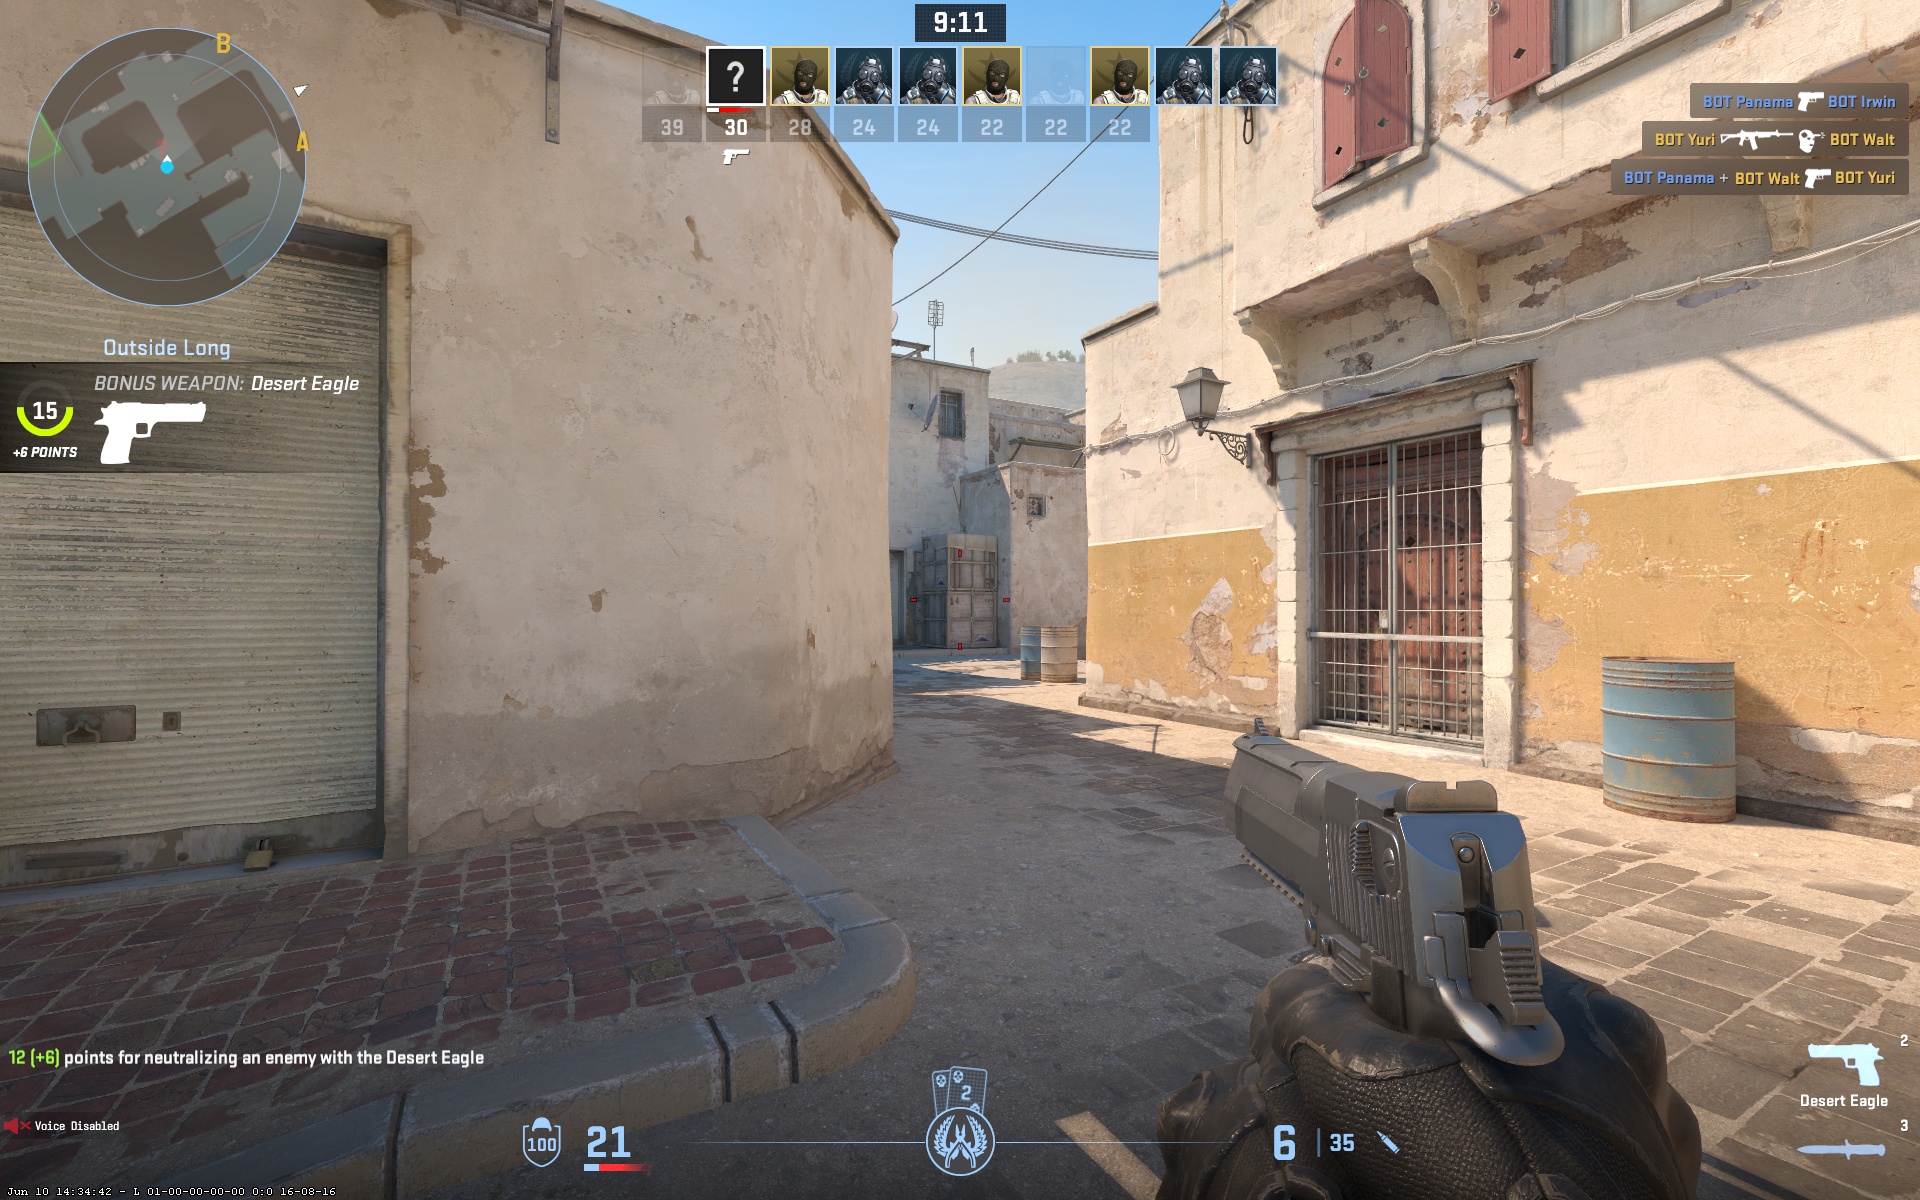 9:11
B
A
?
39 30 28 24 24 22 22 22
BOT Panama BOT Irwin
BOT Yuri BOT Walt
BOT Panama + BOT Walt BOT Yuri
Outside Long
BONUS WEAPON: Desert Eagle
15
+6 POINTS
14
12 (+6) points for neutralizing an enemy with the Desert Eagle
Voice Disabled
100 21
2
6 | 35
2
Desert Eagle
3
Jun 10 14:34:42 - L 01-00-00-00-00 0:0 16-08-16